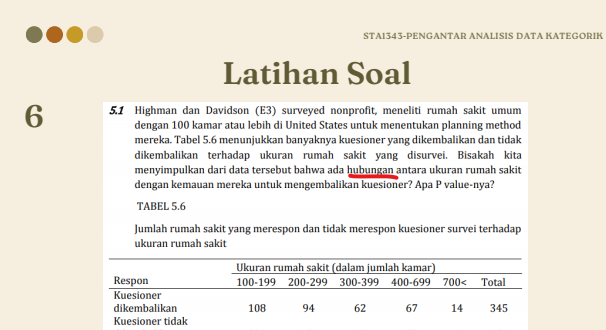 STA1343-PENGANTAR ANALISIS DATA KATEGORIK
Latihan Soal
6
5.1 Highman dan Davidson (E3) surveyed nonprofit, meneliti rumah sakit umum
dengan 100 kamar atau lebih di United States untuk menentukan planning method
mereka. Tabel 5.6 menunjukkan banyaknya kuesioner yang dikembalikan dan tidak
dikembalikan terhadap ukuran rumah sakit yang disurvei. Bisakah kita
menyimpulkan dari data tersebut bahwa ada hubungan antara ukuran rumah sakit
dengan kemauan mereka untuk mengembalikan kuesioner? Apa P value-nya?
TABEL 5.6
Jumlah rumah sakit yang merespon dan tidak merespon kuesioner survei terhadap
ukuran rumah sakit
Ukuran rumah sakit (dalam jumlah kamar)
Respon 100-199 200-299 300-399 400-699 700< Total
Kuesioner
dikembalikan 108 94 62 67 14 345
Kuesioner tidak